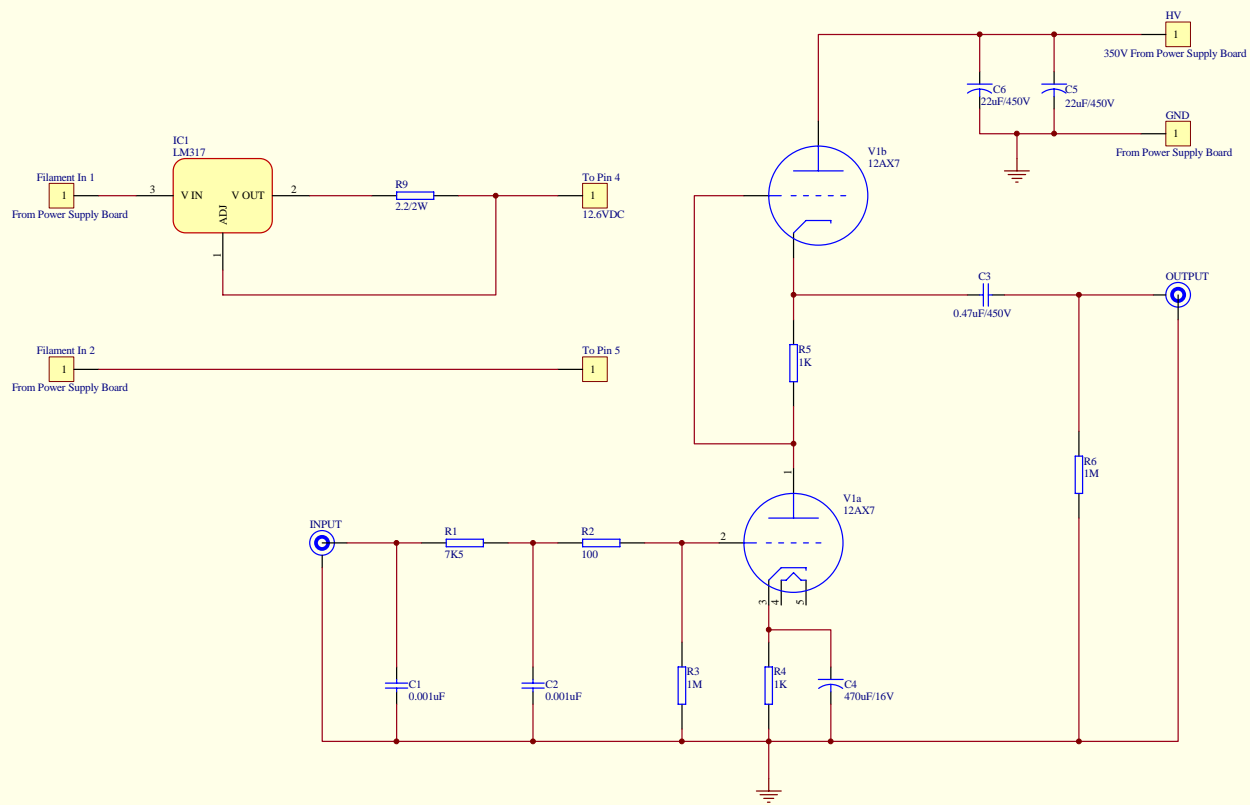 HV
1
350V From Power Supply Board
C6
22uF/450V
C5
22uF/450V
GND
1
From Power Supply Board
IC1
LM317
V1b
12AX7
Filament In 1
1
From Power Supply Board
3
V IN
V OUT
ADJ
1
2
R9
2.2/2W
To Pin 4
1
12.6VDC
C3
0.47uF/450V
OUTPUT
Filament In 2
1
From Power Supply Board
To Pin 5
1
R5
1K
R6
1M
1
V1a
12AX7
INPUT
R1
7K5
R2
100
2
3
4
5
C1
0.001uF
C2
0.001uF
R3
1M
R4
1K
C4
470uF/16V